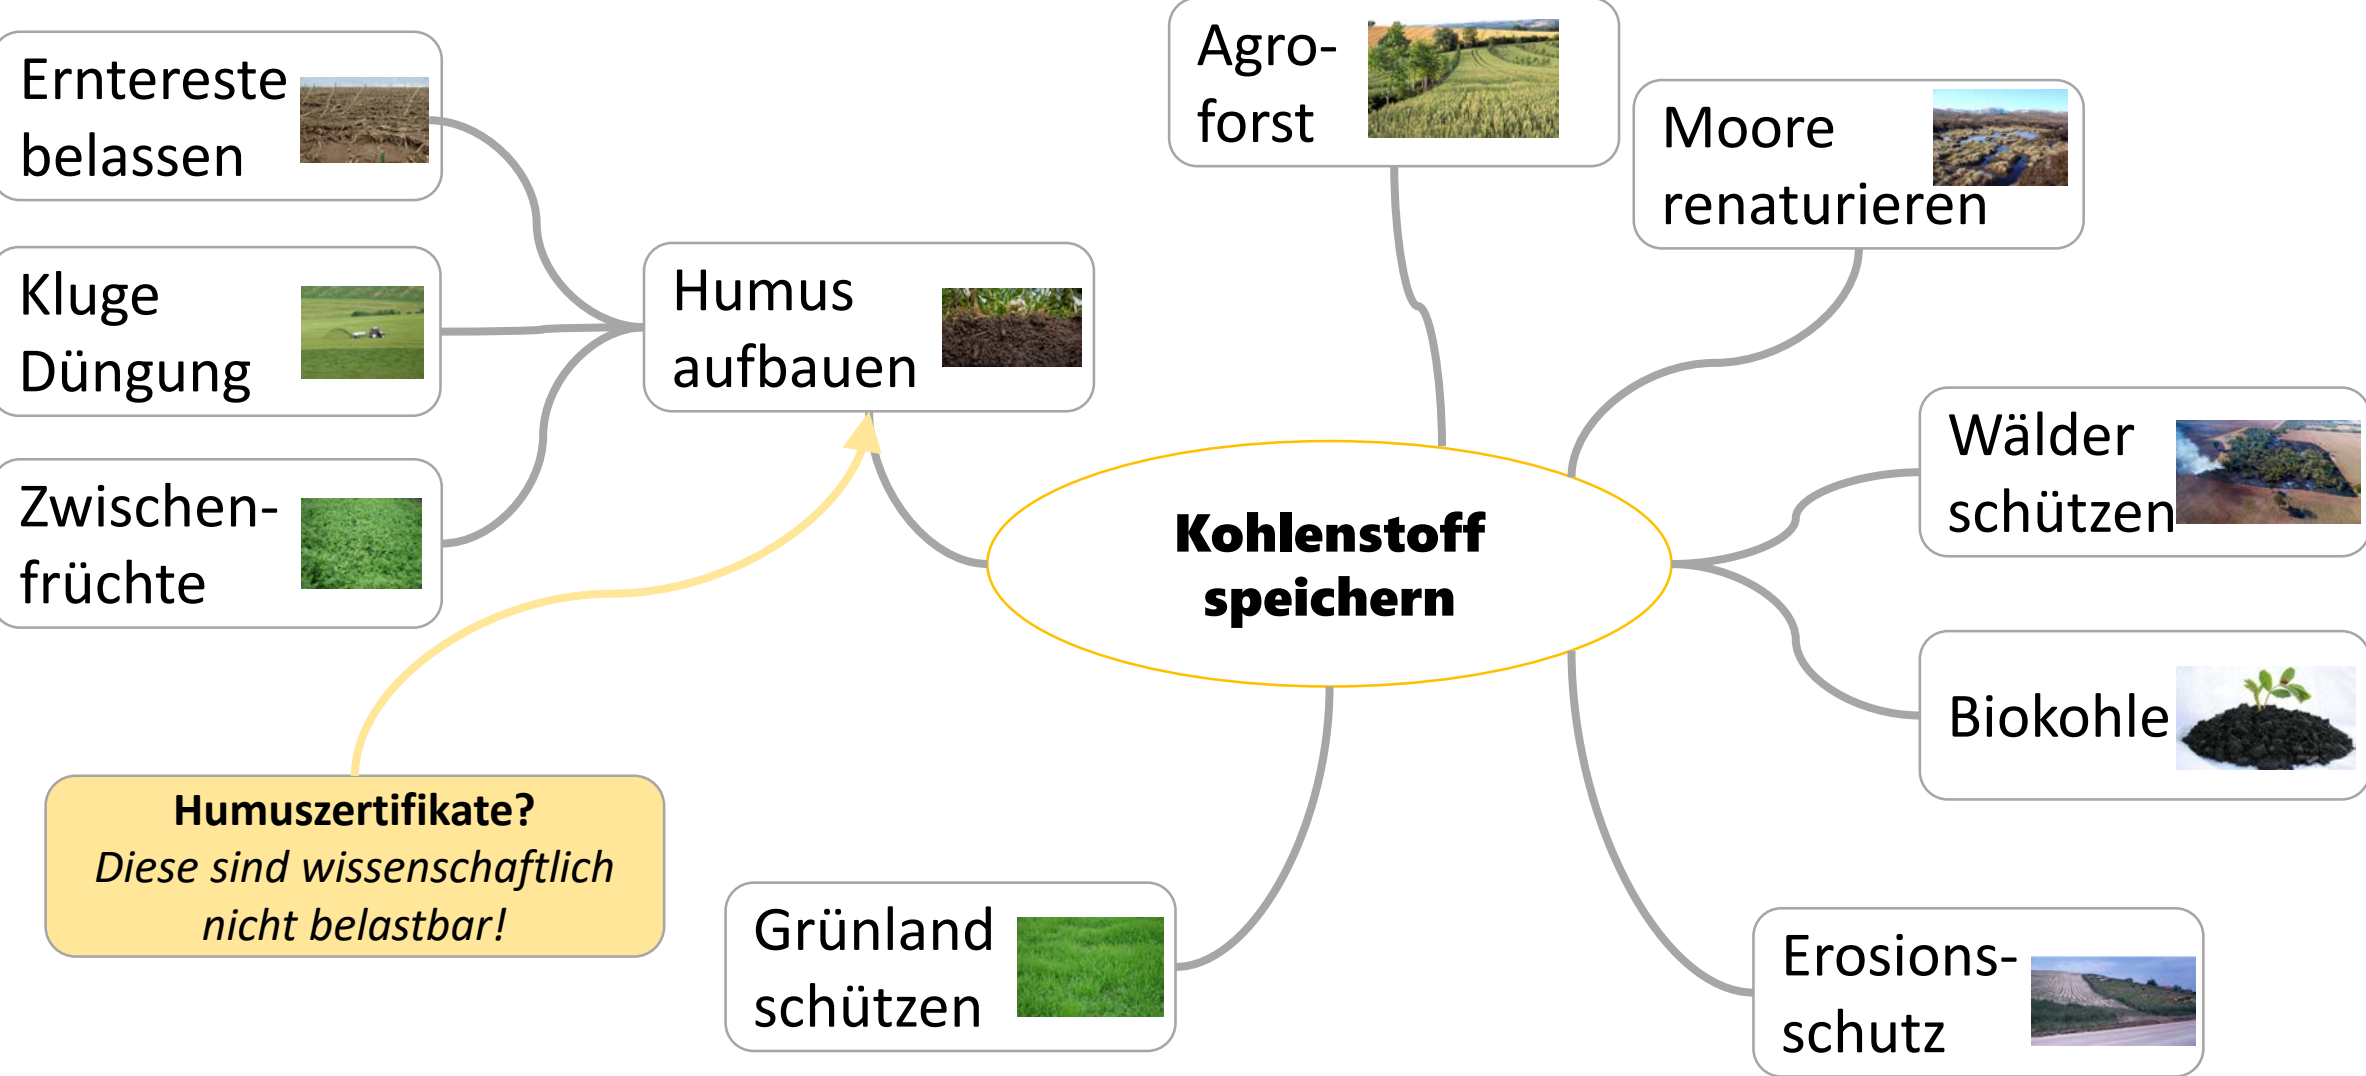 Erntereste
belassen
Kluge
Düngung
Zwischen-
früchte
Humus
aufbauen
Agro-
forst
Moore
renaturieren
Wälder
schützen
Biokohle
Kohlenstoff
speichern
Humuszertifikate?
Diese sind wissenschaftlich
nicht belastbar!
Grünland
schützen
Erosions-
schutz